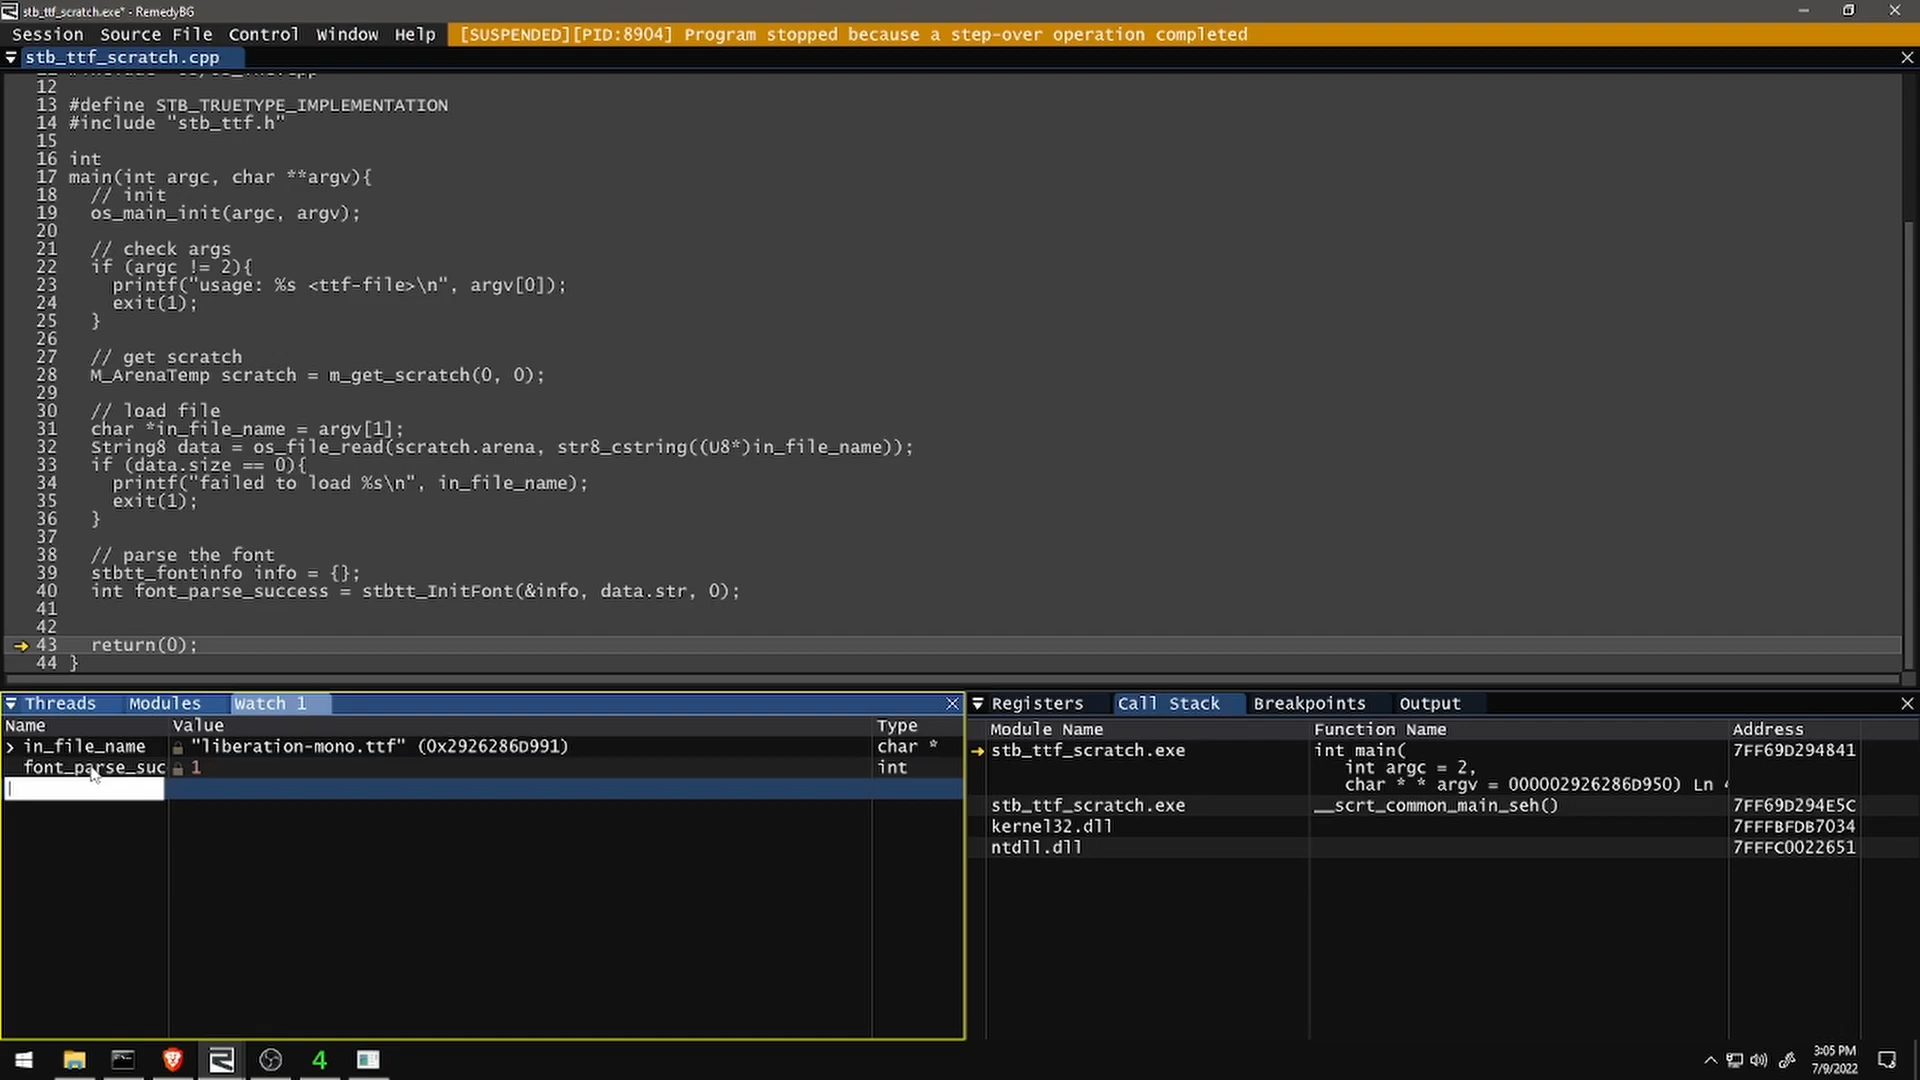 stb_ttf_scratch.exe* - RemedyBG
Session Source File Control Window Help [SUSPENDED][PID:8904] Program stopped because a step-over operation completed
stb_ttf_scratch.cpp
12
13 #define STB_TRUETYPE_IMPLEMENTATION
14 #include "stb_ttf.h"
15
16 int
17 main(int argc, char **argv){
18 // init
19 os_main_init(argc, argv);
20
21 // check args
22 if (argc != 2){
23 printf("usage: %s <ttf-file>\n", argv[0]);
24 exit(1);
25 }
26
27 // get scratch
28 M_ArenaTemp scratch = m_get_scratch(0, 0);
29
30 // load file
31 char *in_file_name = argv[1];
32 String8 data = os_file_read(scratch.arena, str8_cstring((U8*)in_file_name));
33 if (data.size == 0){
34 printf("failed to load %s\n", in_file_name);
35 exit(1);
36 }
37
38 // parse the font
39 stbtt_fontinfo info = {};
40 int font_parse_success = stbtt_InitFont(&info, data.str, 0);
41
42
43 return(0);
44 }
Threads Modules Watch 1
Name Value Type
in_file_name "liberation-mono.ttf" (0x2926286D991) char *
font_parse_suc 1 int
Registers Call Stack Breakpoints Output
Module Name Function Name Address
stb_ttf_scratch.exe int main( 7FF69D294841
int argc = 2,
char * * argv = 000002926286D950) Ln
stb_ttf_scratch.exe __scrt_common_main_seh() 7FF69D294E5C
kernel32.dll 7FFFBFDB7034
ntdll.dll 7FFFC0022651
4
3:05 PM
7/9/2022